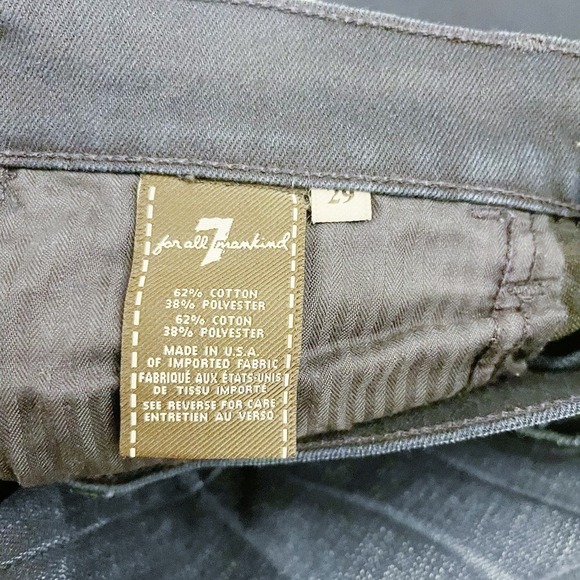 7
for all mankind
29
62% COTTON
38% POLYESTER
62% COTON
38% POLYESTER
MADE IN U.S.A.
OF IMPORTED FABRIC
FABRIQUÉ AUX ÉTATS-UNIS
DE TISSU IMPORTÉ
SEE REVERSE FOR CARE
ENTRETIEN AU VERSO